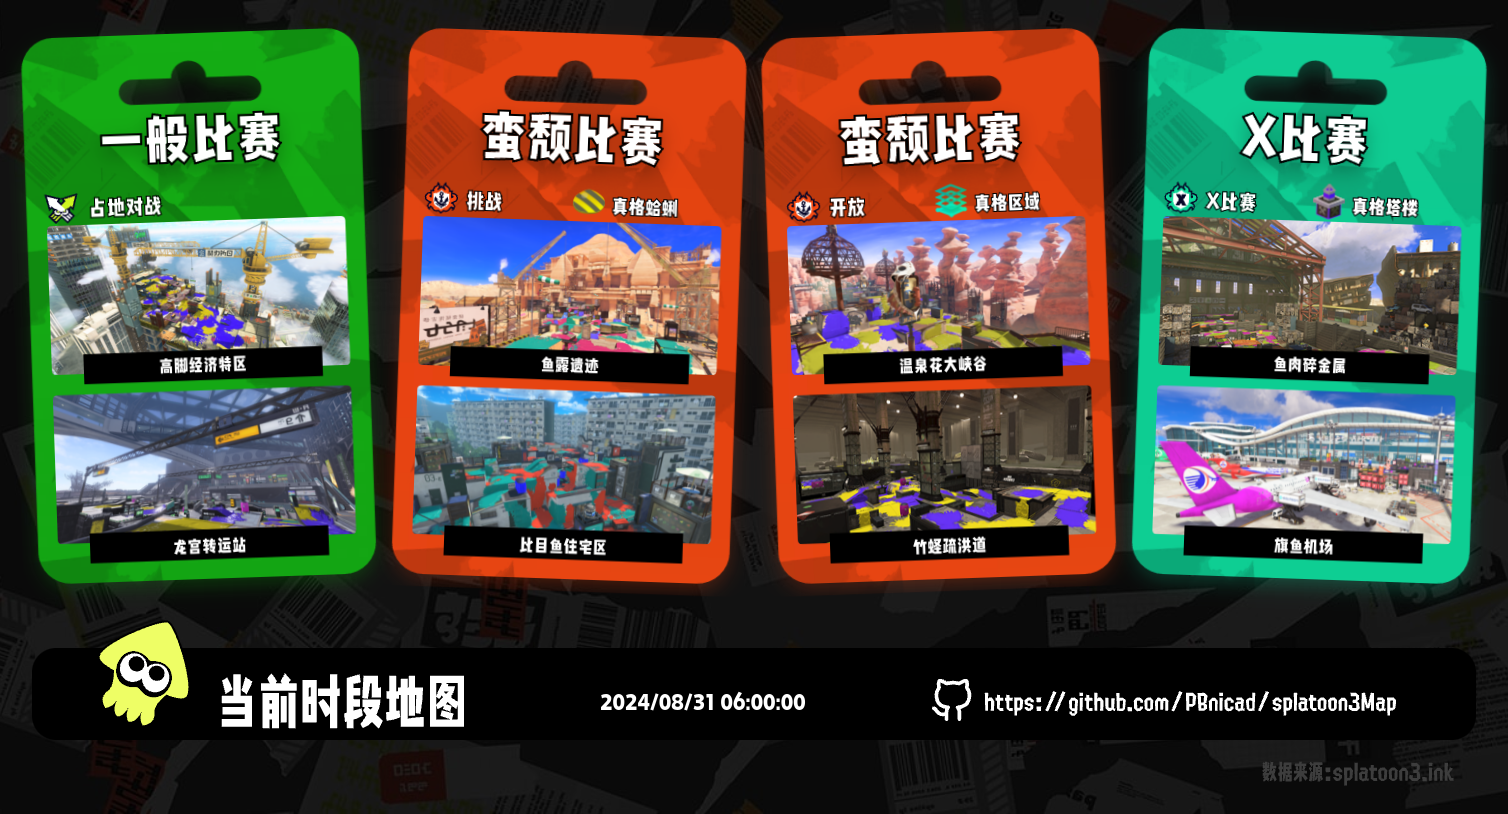 一般比赛
占地对战
高脚经济特区
龙宫转运站
蛮颓比赛
挑战
真格蛤蜊
鱼露遗迹
比目鱼住宅区
蛮颓比赛
开放
真格区域
温泉花大峡谷
竹蛏疏洪道
X比赛
X比赛
真格塔楼
鱼肉碎金属
旗鱼机场
当前时段地图
2024/08/31 06:00:00
https://github.com/PBnicad/splatoon3Map
数据来源:splatoon3.ink